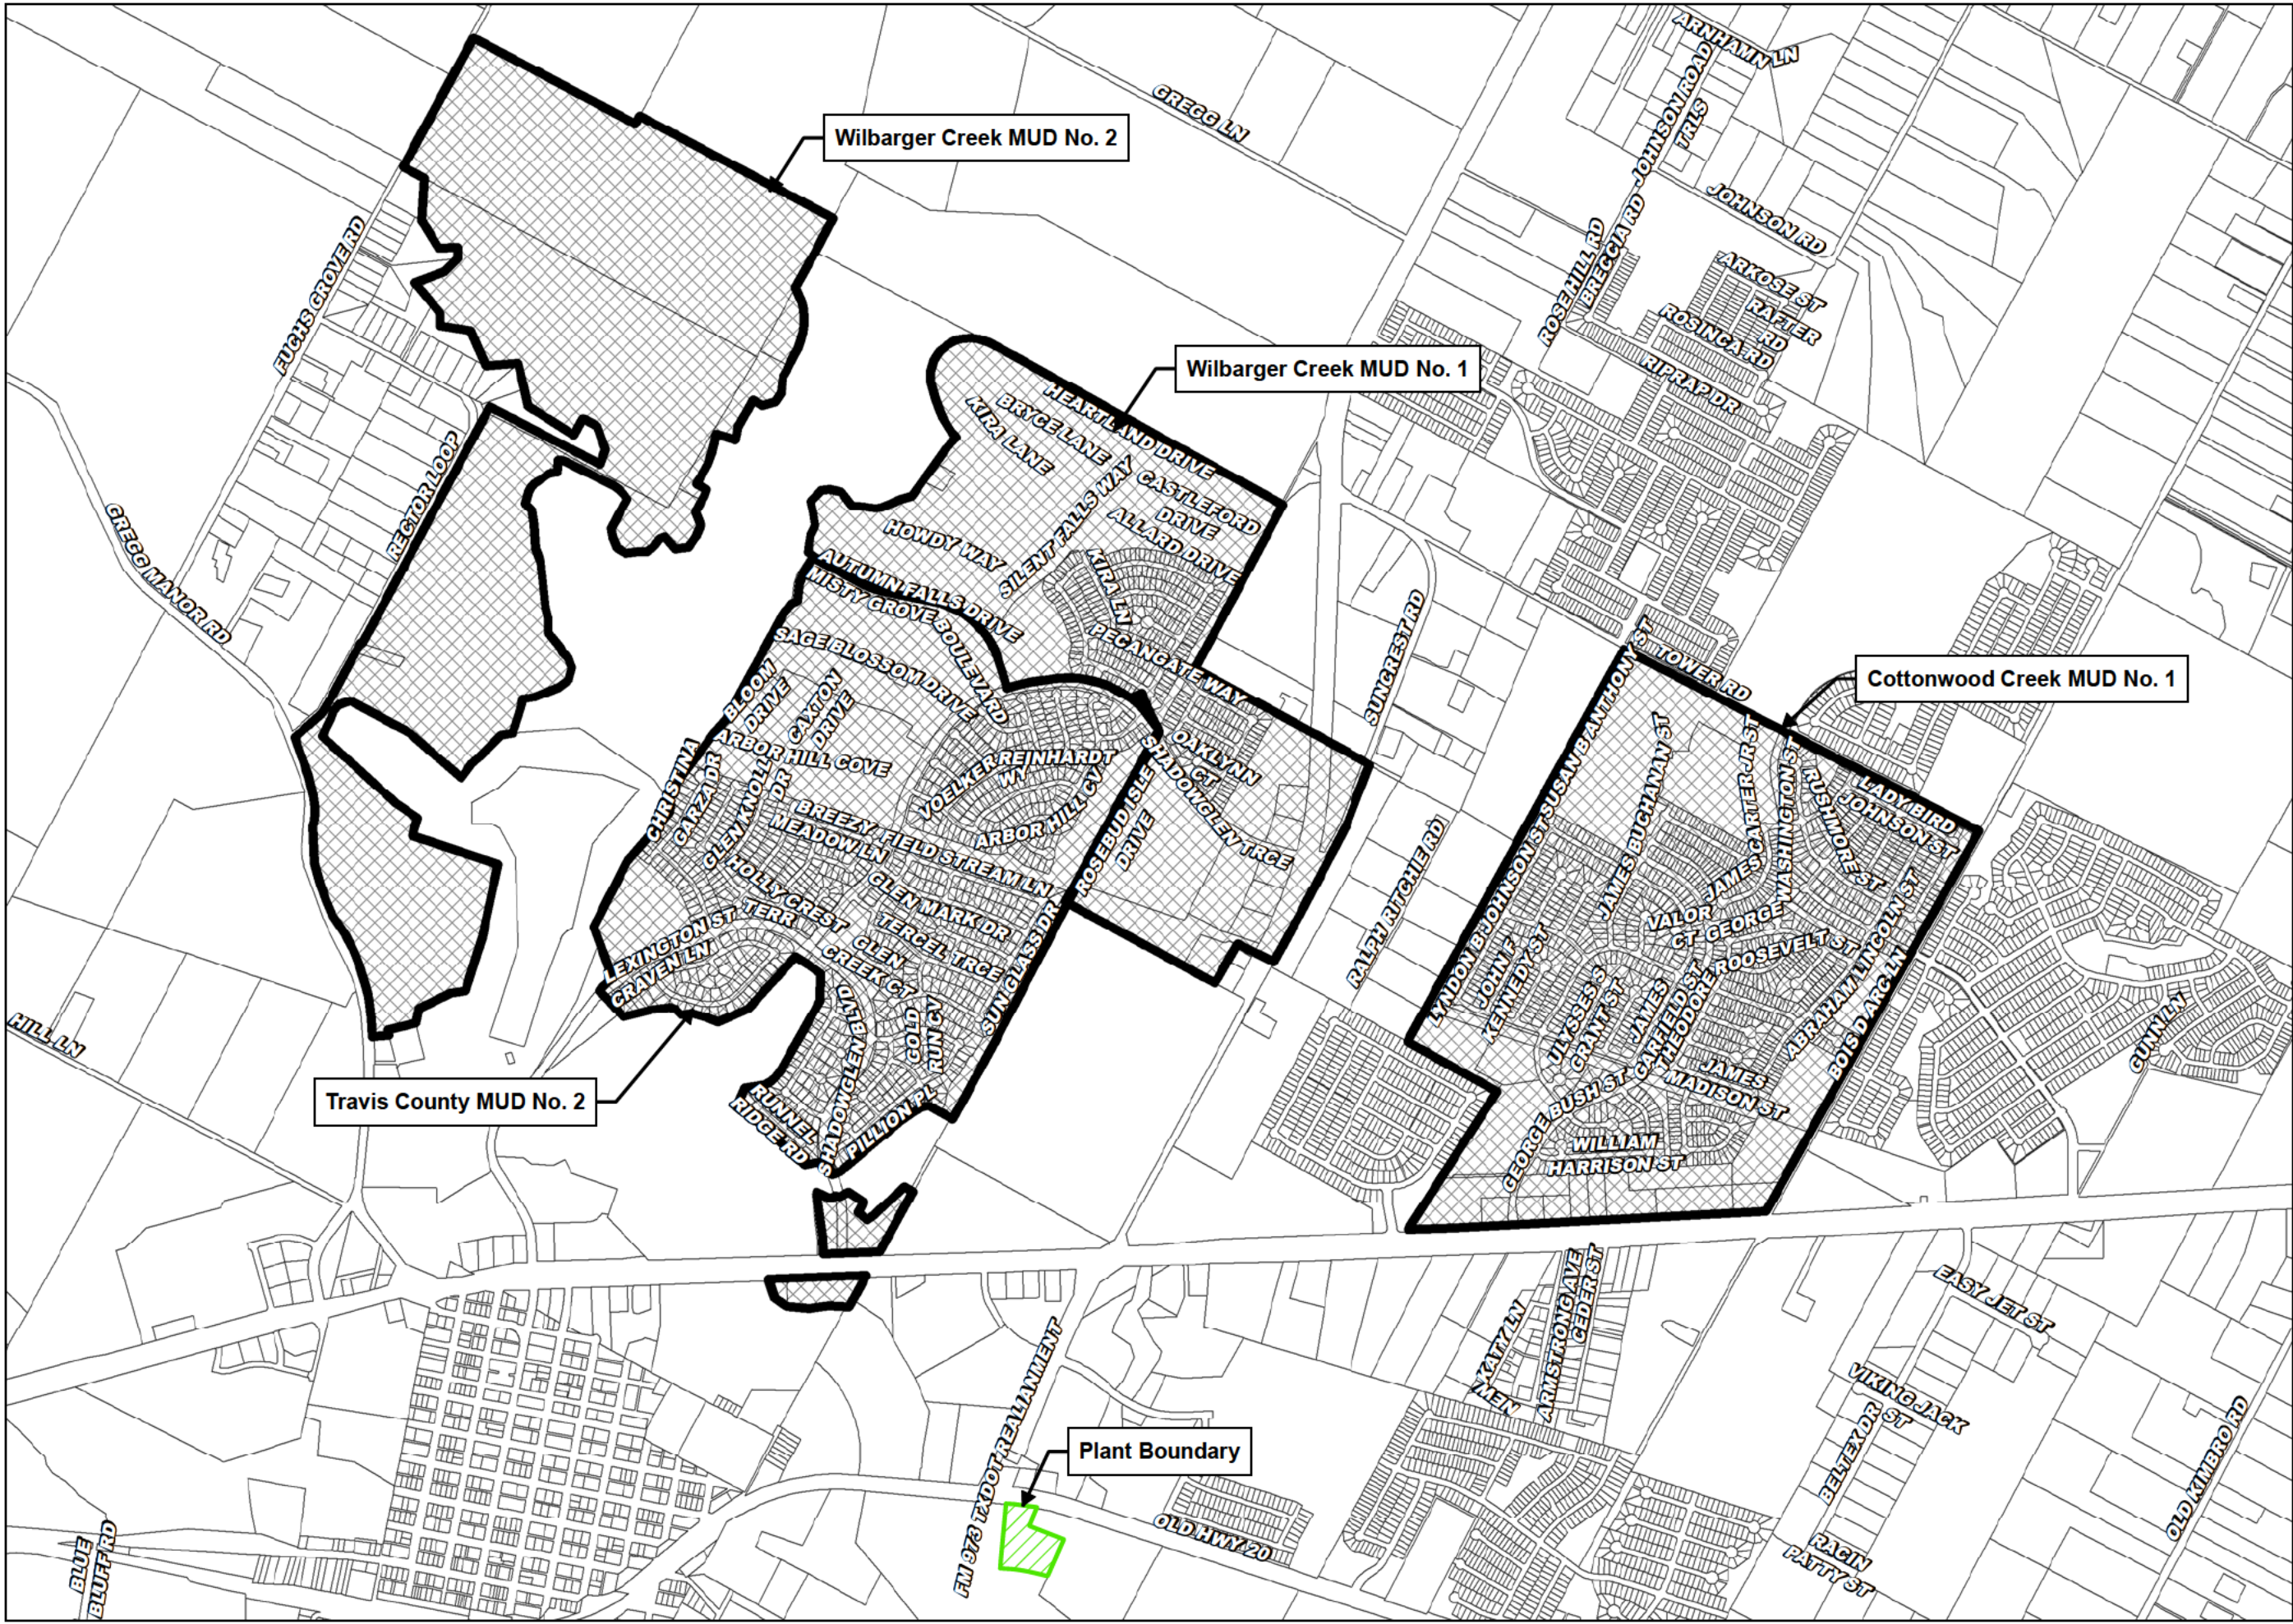 ARNHAMN LN
JOHNSON ROAD
TRLS
GREGG LN
Wilbarger Creek MUD No. 2
JOHNSON RD
ROSE HILL RD
BRECCIA RD
ARKOSE ST
RAFTER
RD
ROSINCA RD
RIPRAP DR
FUCHS GROVE RD
Wilbarger Creek MUD No. 1
HEARTLAND DRIVE
BRYCE LANE
KIRA LANE
CASTLEFORD
DRIVE
ALLARD DRIVE
SILENT FALLS WAY
HOWDY WAY
KIRA LN
RECTOR LOOP
GREGG MANOR RD
AUTUMN FALLS DRIVE
MISTY GROVE
BOULEVARD
SAGE BLOSSOM DRIVE
PECANGATE WAY
SUNCREST RD
TOWER RD
Cottonwood Creek MUD No. 1
BLOOM
DRIVE
CAXTON
DRIVE
ARBOR HILL COVE
CHRISTINA
GARZA DR
GLEN KNOLL
DR
VOELKER
REINHARDT
WY
ARBOR HILL CV
OAKLYNN
CT
SHADOWGLEN TRCE
ROSEBUD ISLE
DRIVE
BREEZY FIELD STREAM LN
MEADOW LN
HOLLY CREST
TERR
GLEN MARK DR
TERCEL TRCE
GLEN
CREEK CT
LEXINGTON ST
CRAVEN LN
SUN GLASS DR
GOLD
RUN CV
SHADOWGLEN BLVD
PILLION PL
RUNNEL
RIDGE RD
RALPH RITCHIE RD
SUSAN B ANTHONY ST
LYNDON B JOHNSON ST
JAMES BUCHANAN ST
JAMES CARTER JR ST
GEORGE WASHINGTON ST
RUSHMORE ST
LADY BIRD
JOHNSON ST
VALOR
CT
JOHN F
KENNEDY ST
ULYSSES S
GRANT ST
JAMES
GARFIELD ST
THEODORE ROOSEVELT ST
ABRAHAM LINCOLN ST
BOIS D ARC LN
JAMES
MADISON ST
GEORGE BUSH ST
WILLIAM
HARRISON ST
GUNN LN
HILL LN
Travis County MUD No. 2
EASY JET ST
KATY LN
MEN
ARMSTRONG AVE
CEDER ST
VIKING JACK
ST
BELTEX DR
OLD KIMBRO RD
FM 973 TXDOT REALIANMENT
Plant Boundary
OLD HWY 20
BLUE
BLUFF RD
RACIN
PATTY ST